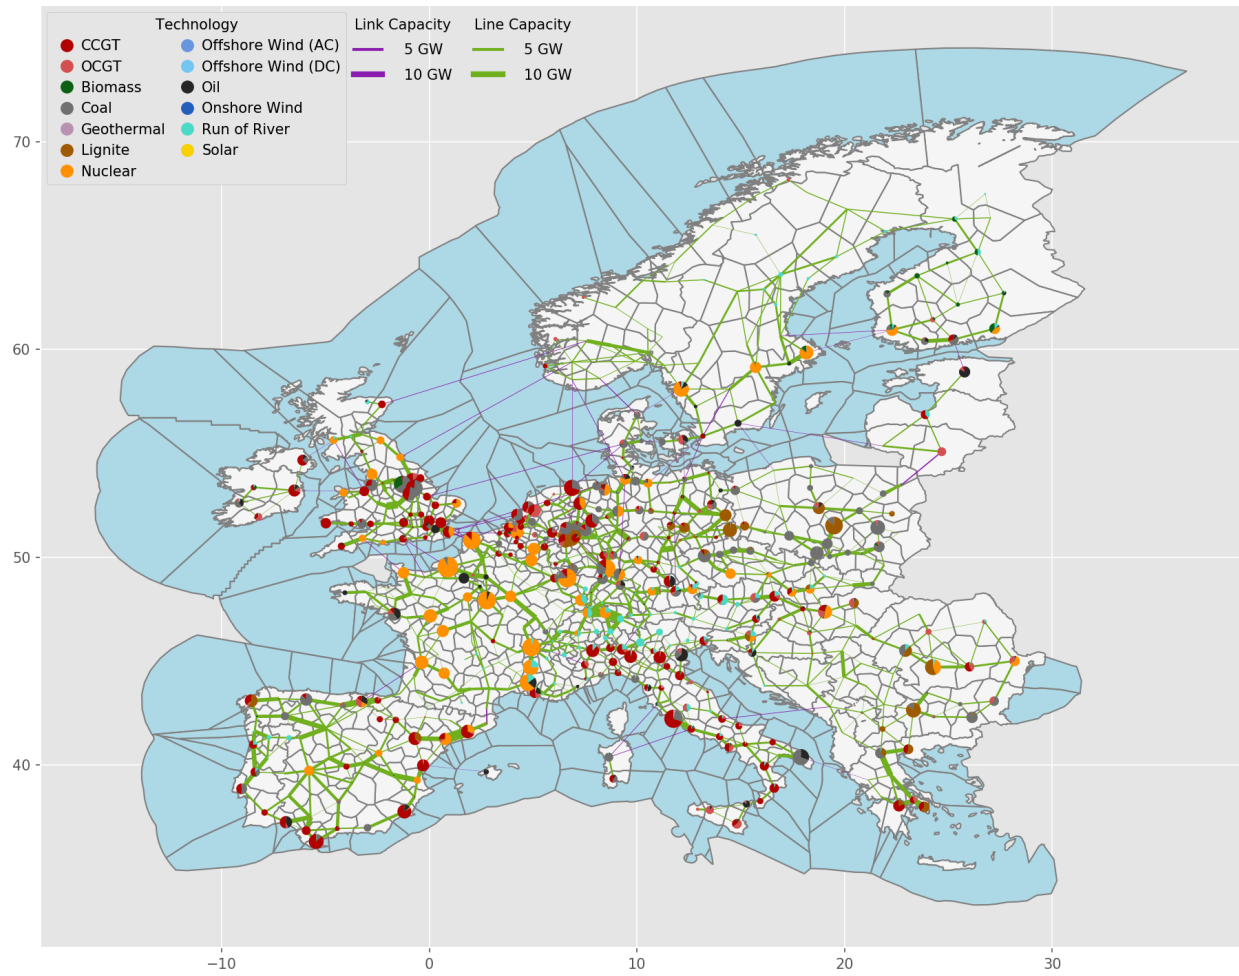 Technology
CCGT
OCGT
Biomass
Coal
Geothermal
Lignite
Nuclear
Offshore Wind (AC)
Offshore Wind (DC)
Oil
Onshore Wind
Run of River
Solar
Link Capacity
5 GW
10 GW
Line Capacity
5 GW
10 GW
70
60
50
40
−10
0
10
20
30